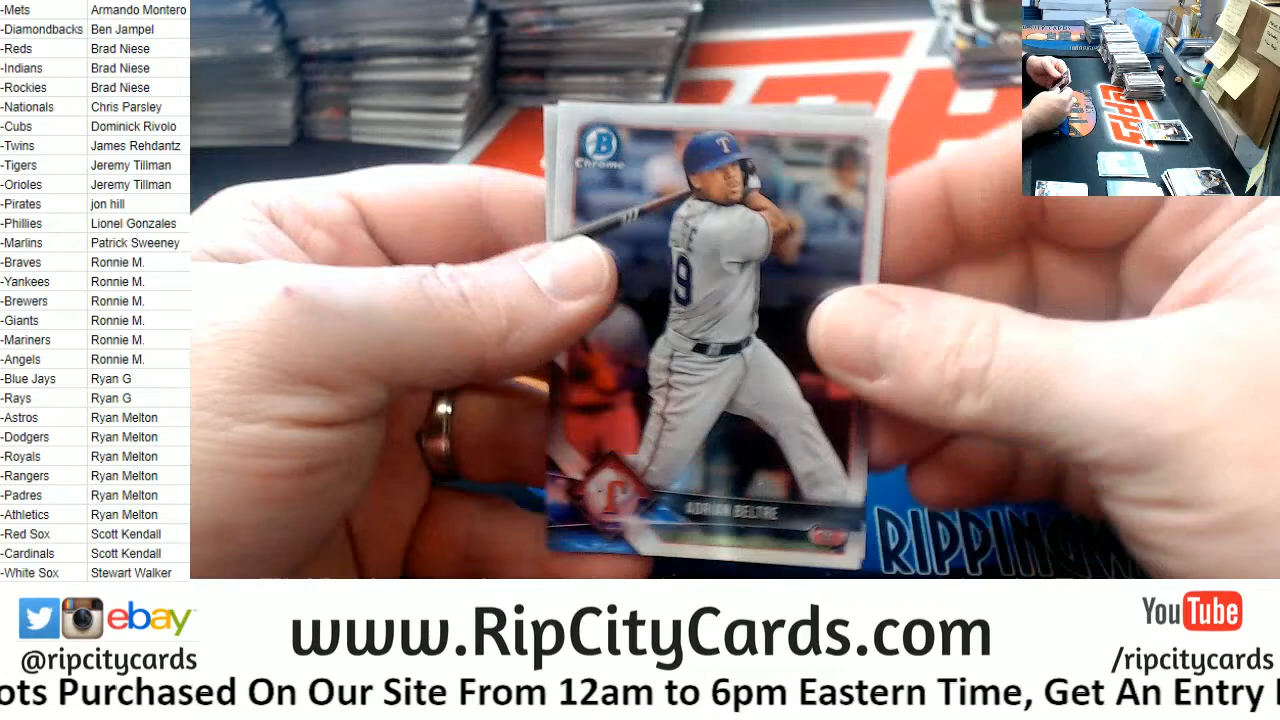 -Mets Armando Montero
-Diamondbacks Ben Jampel
-Reds Brad Niese
-Indians Brad Niese
-Rockies Brad Niese
-Nationals Chris Parsley
-Cubs Dominick Rivolo
-Twins James Rehdantz
-Tigers Jeremy Tillman
-Orioles Jeremy Tillman
-Pirates jon hill
-Phillies Lionel Gonzales
-Marlins Patrick Sweeney
-Braves Ronnie M.
-Yankees Ronnie M.
-Brewers Ronnie M.
-Giants Ronnie M.
-Mariners Ronnie M.
-Angels Ronnie M.
-Blue Jays Ryan G
-Rays Ryan G
-Astros Ryan Melton
-Dodgers Ryan Melton
-Royals Ryan Melton
-Rangers Ryan Melton
-Padres Ryan Melton
-Athletics Ryan Melton
-Red Sox Scott Kendall
-Cardinals Scott Kendall
-White Sox Stewart Walker
B
Chrome
T
9
T
ADRIAN BELTRE
TOPPS
ebay
@ripcitycards
www.RipCityCards.com
YouTube
/ripcitycards
ots Purchased On Our Site From 12am to 6pm Eastern Time, Get An Entry